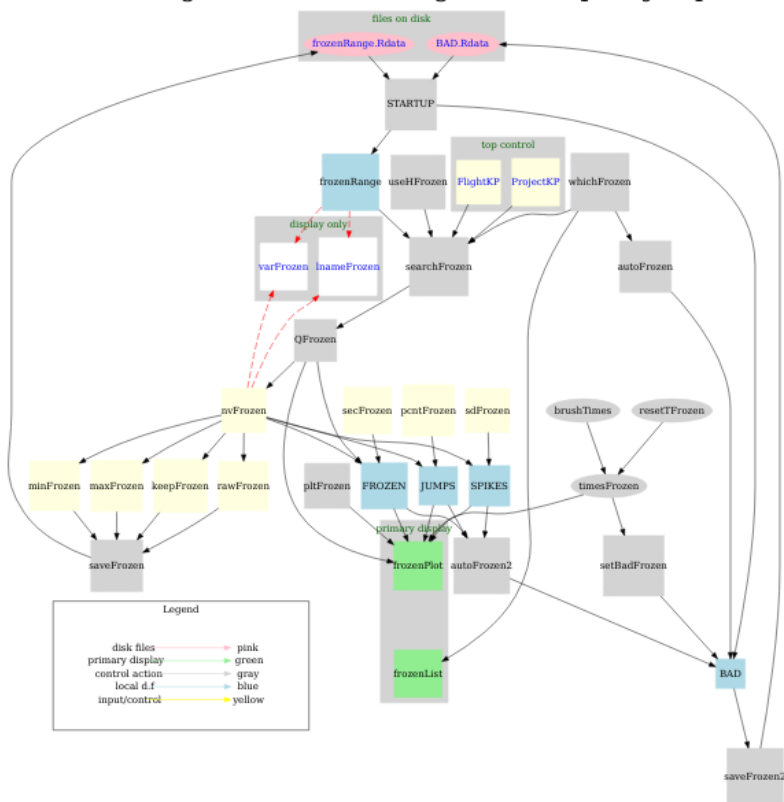 files on disk
frozenRange.Rdata BAD.Rdata
STARTUP
top control
frozenRange useHFrozen FlightKP ProjectKP whichFrozen
display only
varFrozen lnameFrozen searchFrozen autoFrozen
QFrozen
nvFrozen secFrozen pcntFrozen sdFrozen brushTimes resetTFrozen
minFrozen maxFrozen keepFrozen rawFrozen pltFrozen FROZEN JUMPS SPIKES timesFrozen
primary display
saveFrozen frozenPlot autoFrozen2 setBadFrozen
Legend
disk files pink
primary display green
control action gray
local d.f blue
input/control yellow
frozenList BAD
saveFrozen2